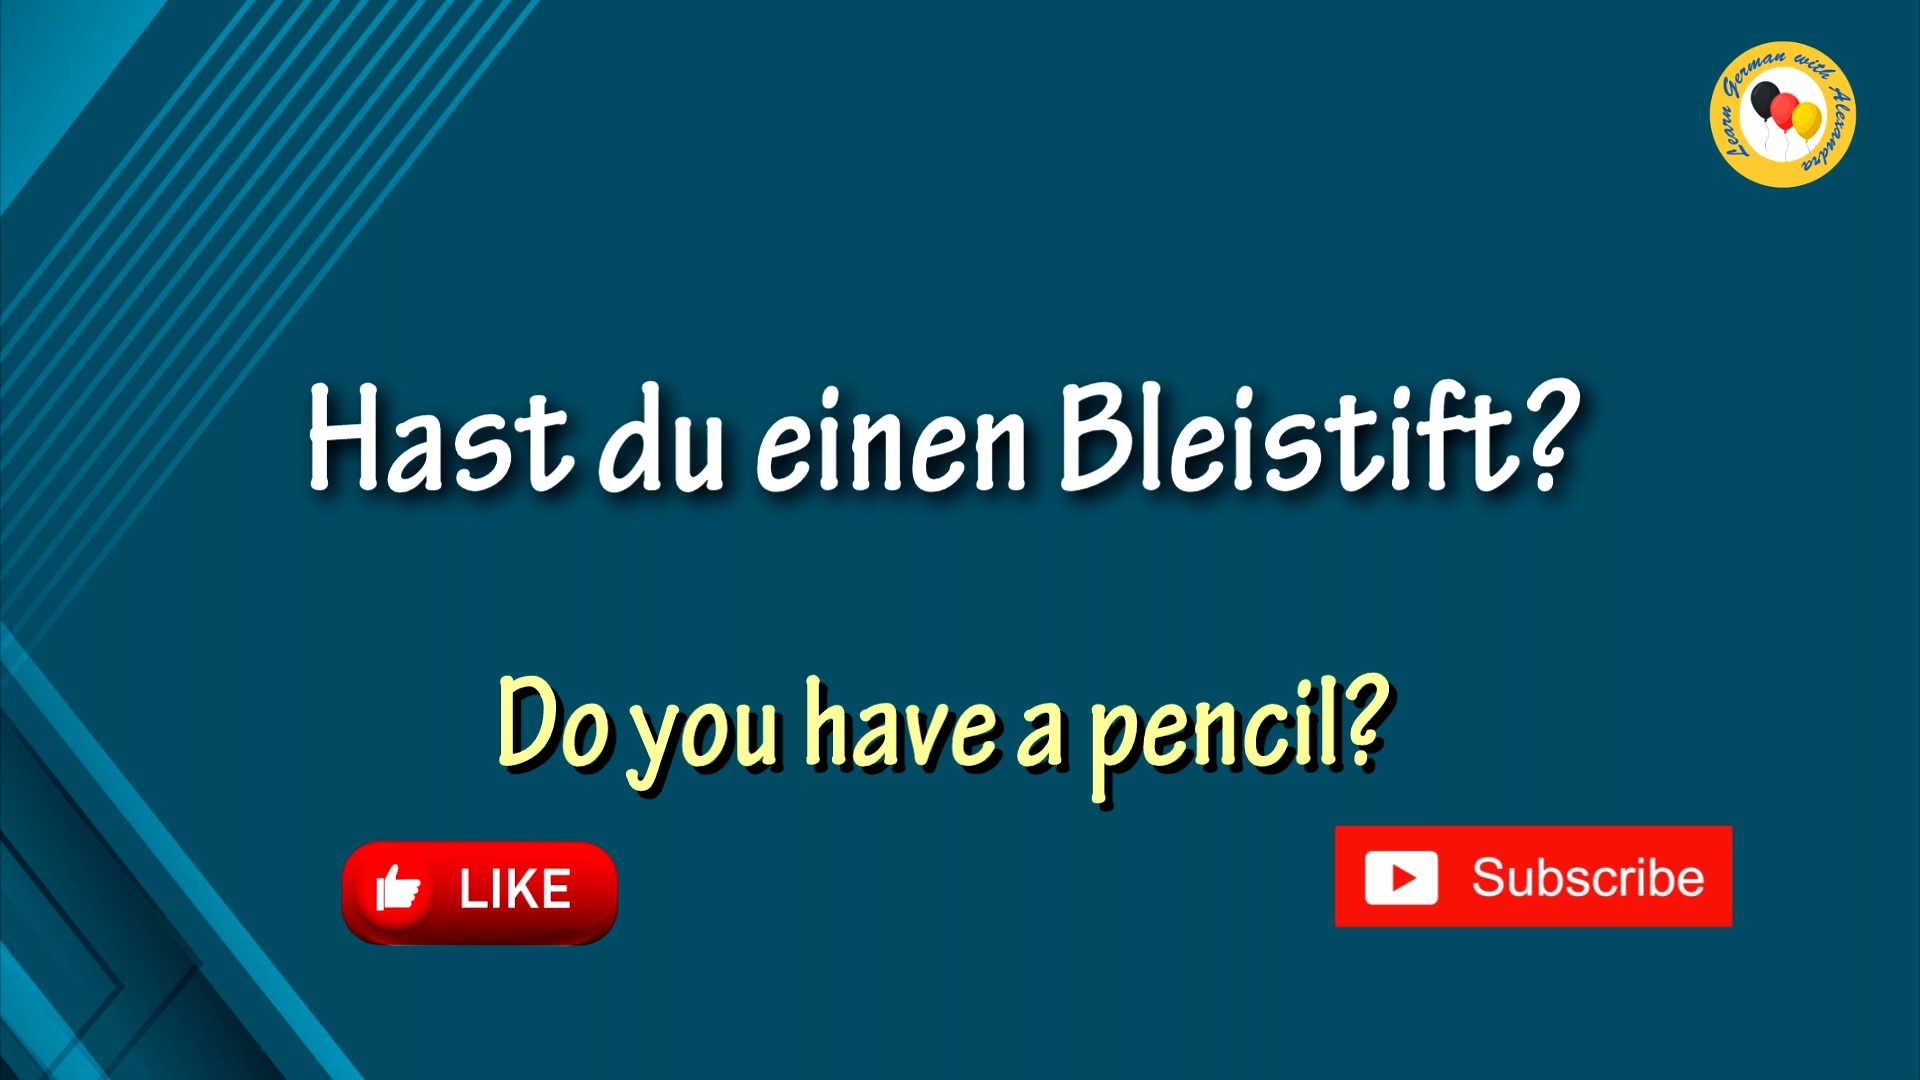 Learn German with Alexandra
Hast du einen Bleistift?
Do you have a pencil?
LIKE
Subscribe